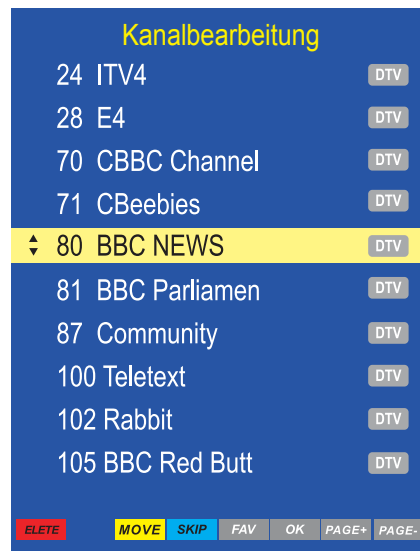 Kanalbearbeitung
24 ITV4 DTV
28 E4 DTV
70 CBBC Channel DTV
71 CBeebies DTV
80 BBC NEWS DTV
81 BBC Parliamen DTV
87 Community DTV
100 Teletext DTV
102 Rabbit DTV
105 BBC Red Butt DTV
ELETE MOVE SKIP FAV OK PAGE+ PAGE-